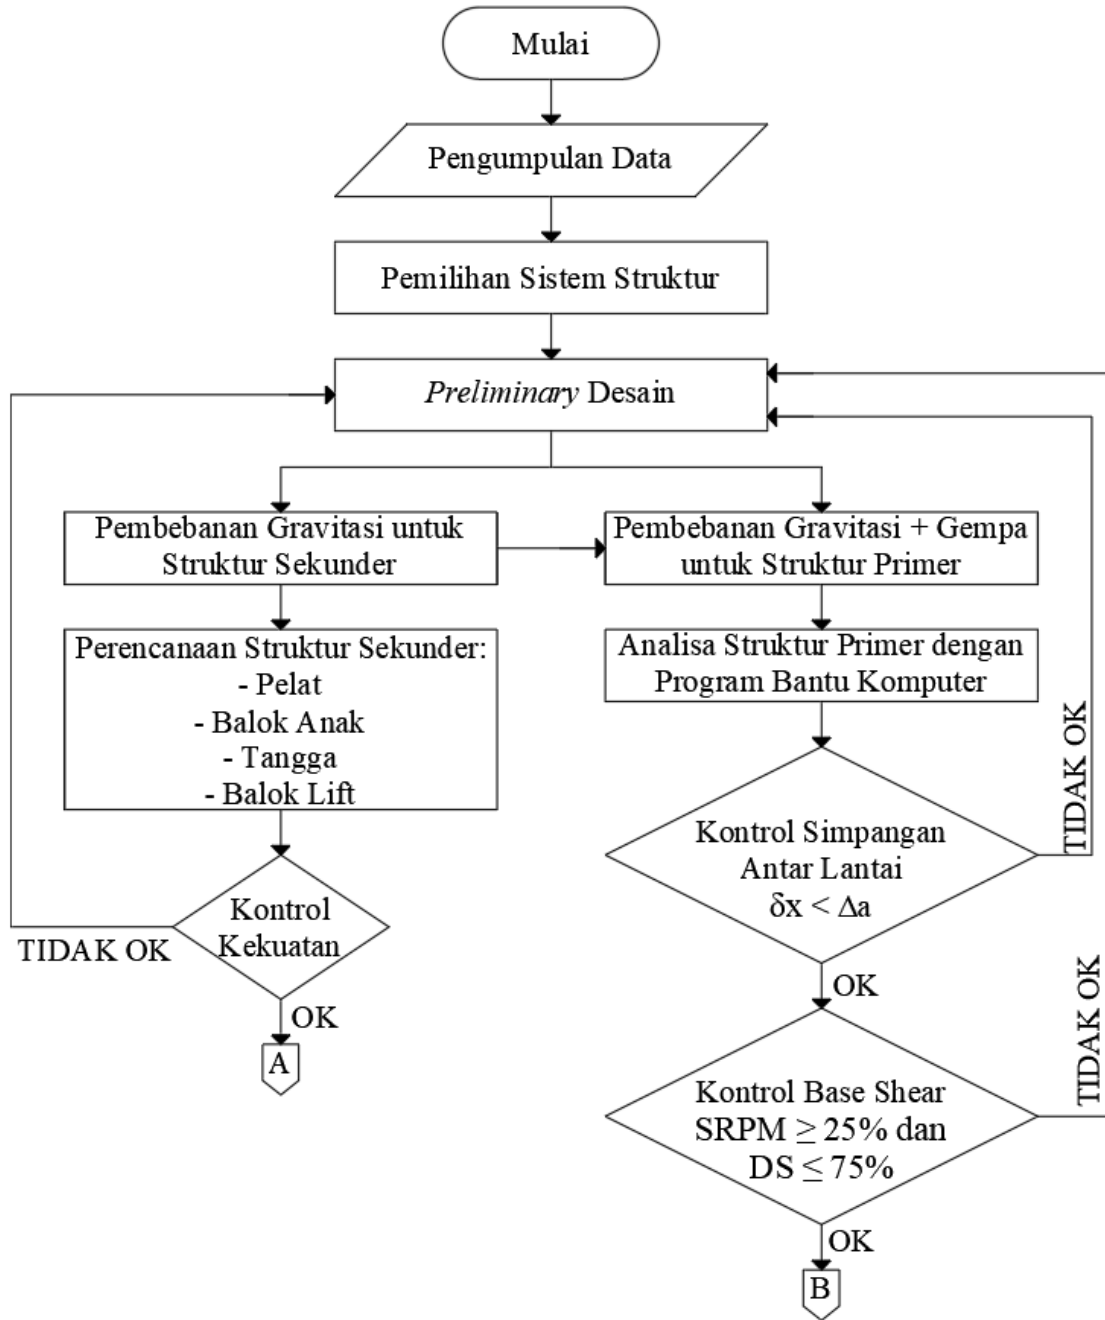 Mulai
Pengumpulan Data
Pemilihan Sistem Struktur
Preliminary Desain
Pembebanan Gravitasi untuk
Struktur Sekunder
Pembebanan Gravitasi + Gempa
untuk Struktur Primer
Perencanaan Struktur Sekunder:
- Pelat
- Balok Anak
- Tangga
- Balok Lift
Analisa Struktur Primer dengan
Program Bantu Komputer
Kontrol Simpangan
Antar Lantai
δx < Δa
TIDAK OK
Kontrol
Kekuatan
TIDAK OK
OK
A
OK
Kontrol Base Shear
SRPM ≥ 25% dan
DS ≤ 75%
TIDAK OK
OK
B